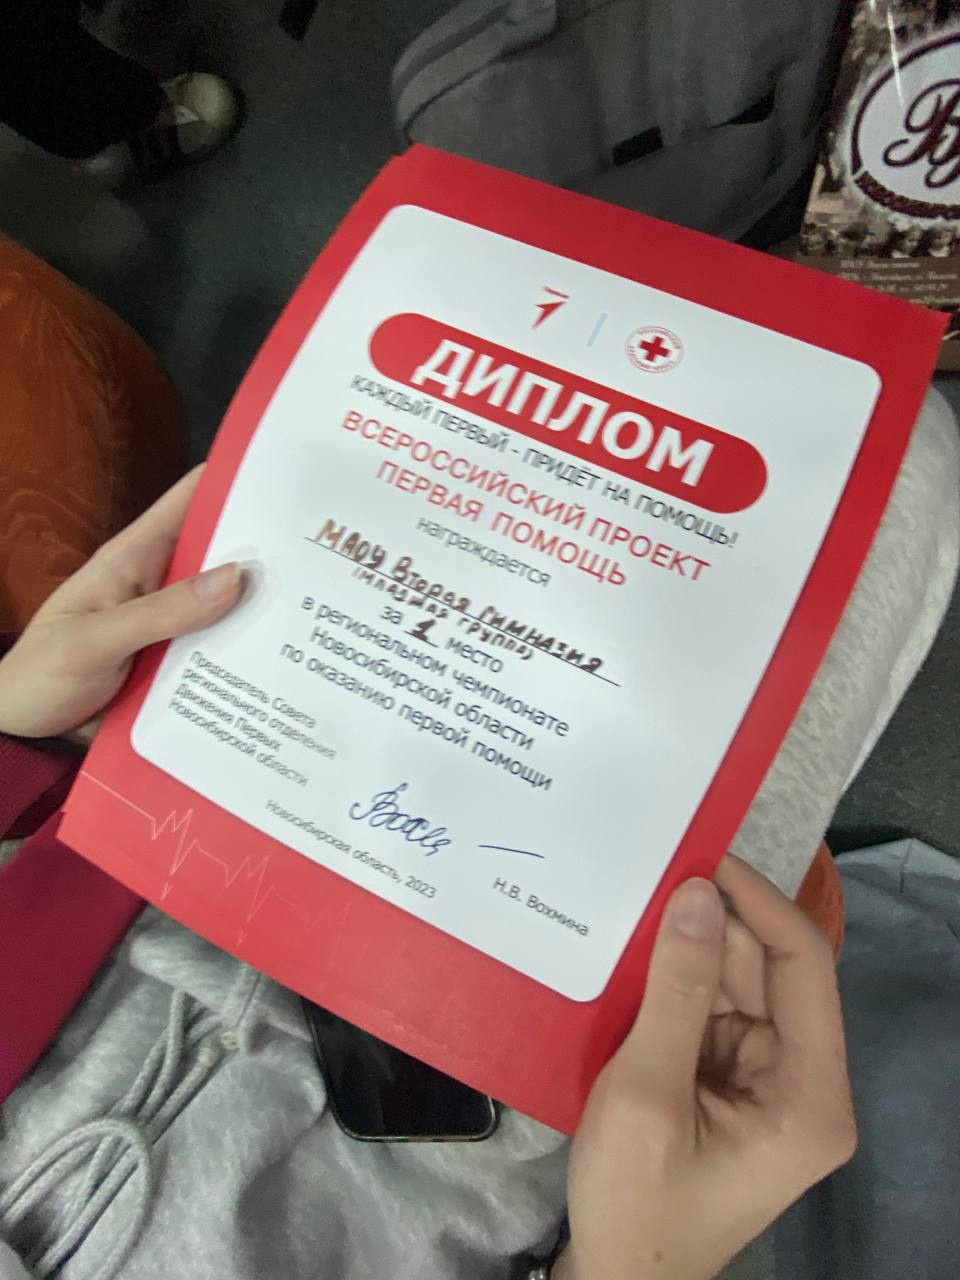 ДИПЛОМ
КАЖДЫЙ ПЕРВЫЙ - ПРИДЁТ НА ПОМОЩЬ!
ВСЕРОССИЙСКИЙ ПРОЕКТ
ПЕРВАЯ ПОМОЩЬ
награждается
МАОУ Вторая Гимназия
(младшая группа)
за 1 место
в региональном чемпионате
Новосибирской области
по оказанию первой помощи
Председатель Совета
регионального отделения
Движения Первых
Новосибирской области
Н.В. Вохмина
Новосибирская область, 2023